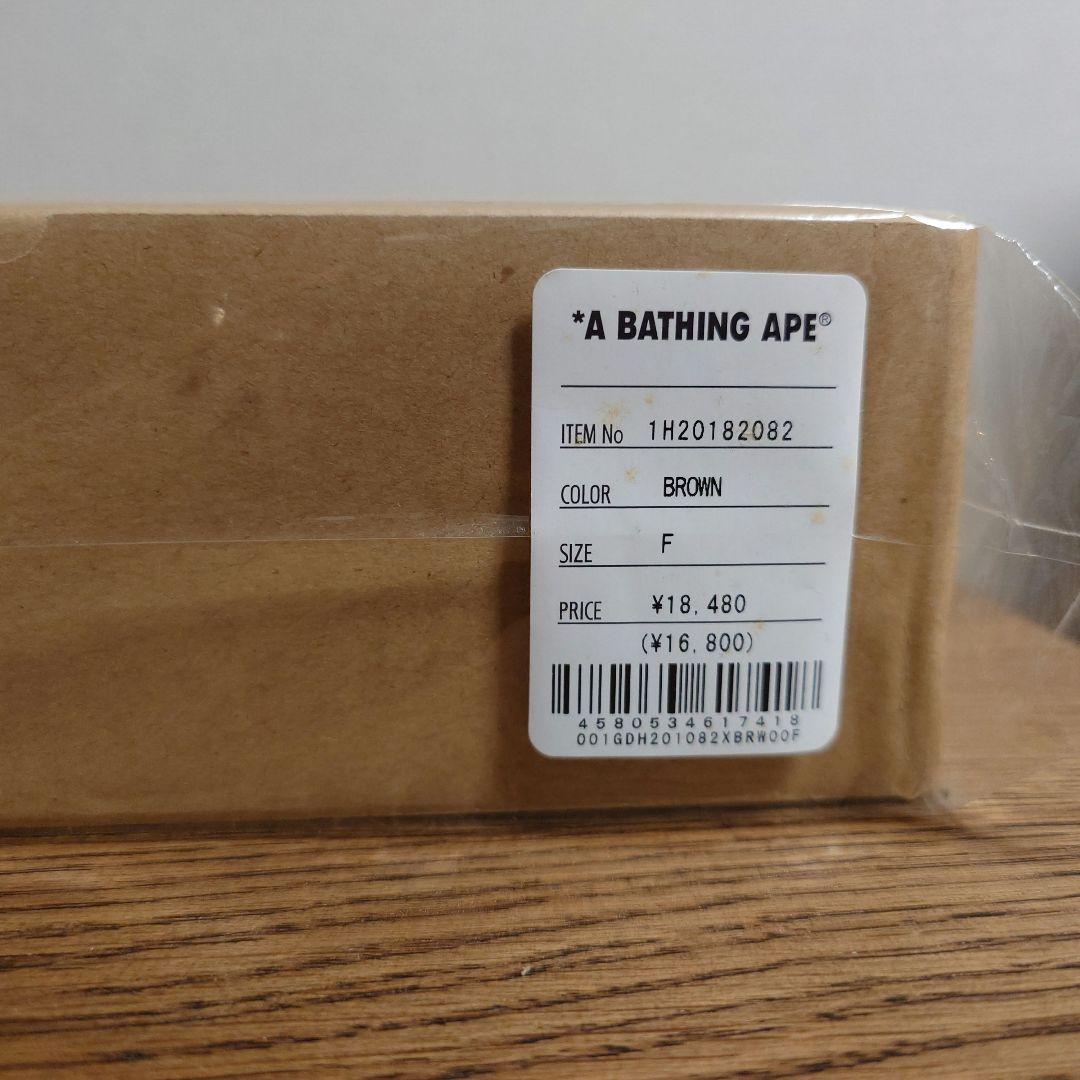 *A BATHING APE®
ITEM No 1H20182082
COLOR BROWN
SIZE F
PRICE ¥18,480
(¥16,800)
4580534617418
001GDH201082XBRW00F